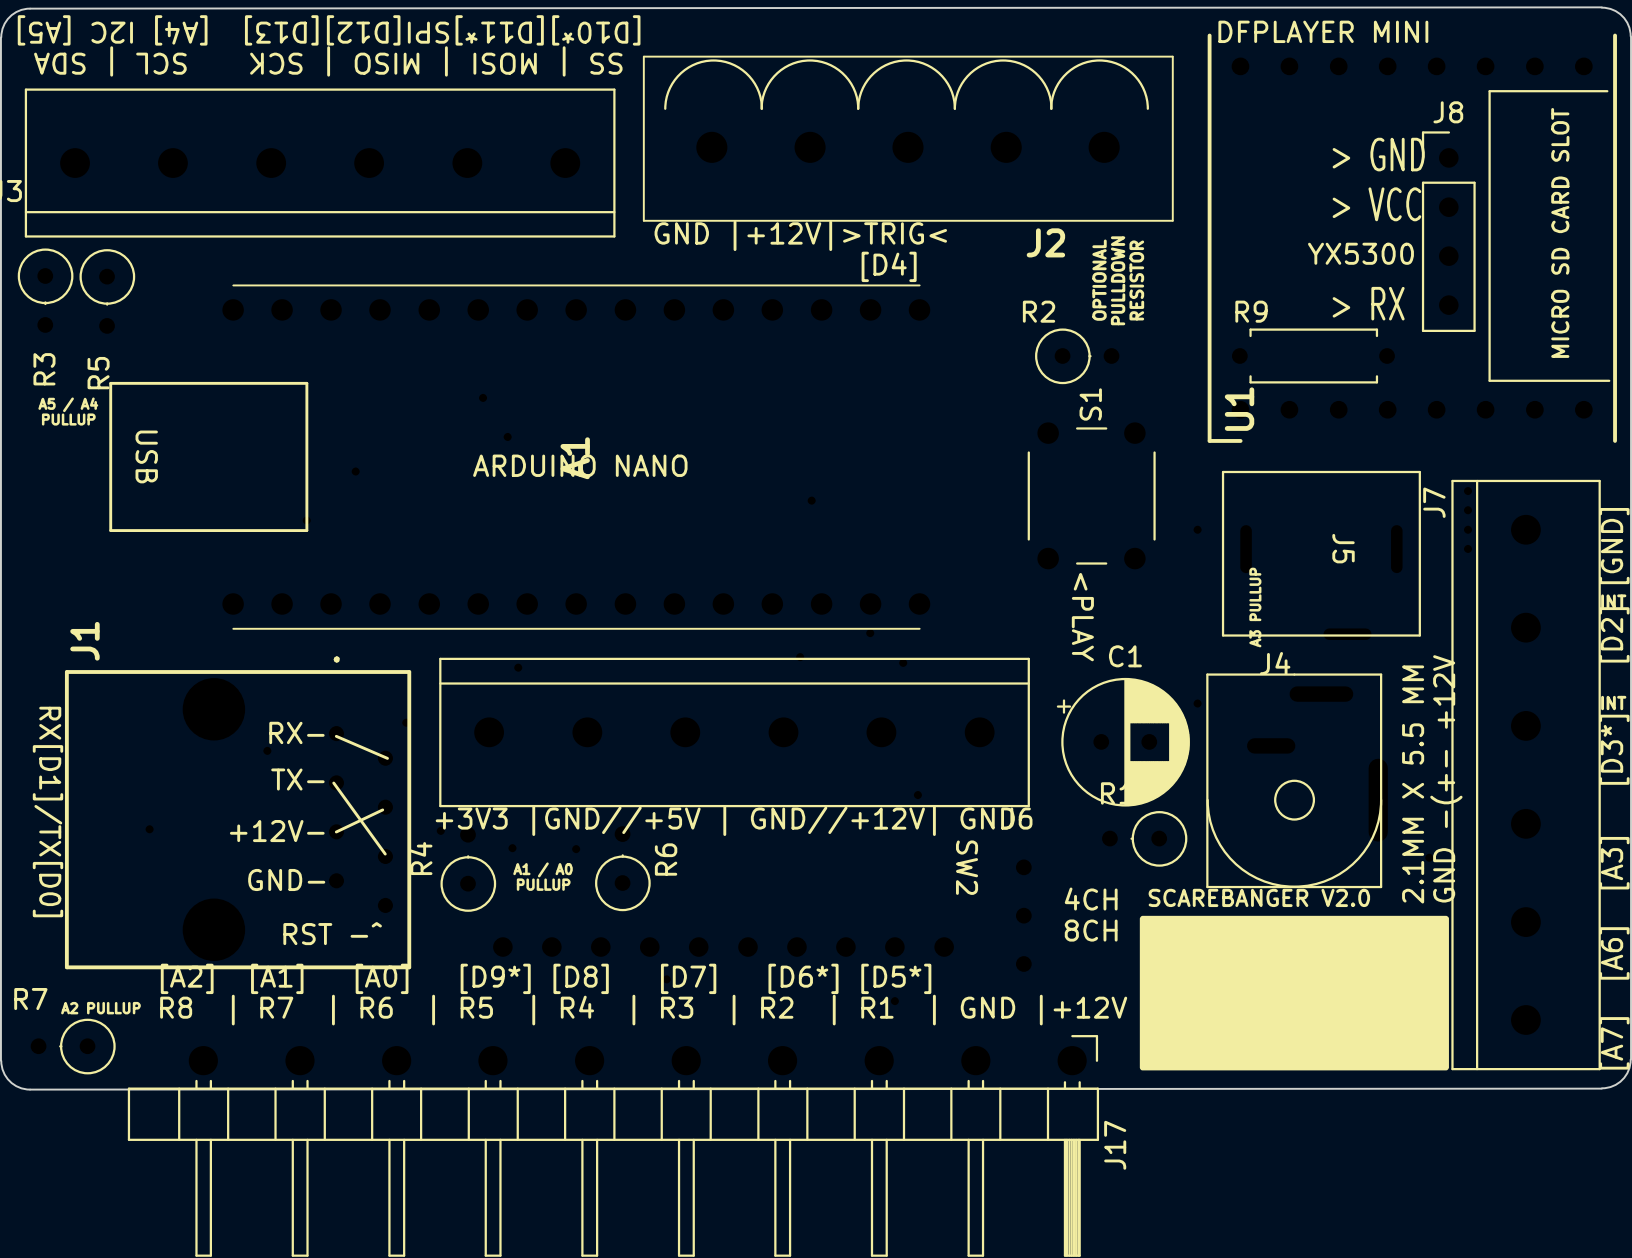 [A4] I2C [A5]
SCL | SDA
[D10*][D11*]SPI[D12][D13]
SS | MOSI | MISO | SCK
DFPLAYER MINI
J8
> GND
> VCC
YX5300
> RX
MICRO SD CARD SLOT
J3
GND |+12V|>TRIG<
[D4]
J2
OPTIONAL
PULLDOWN
RESISTOR
R2
R9
U1
R3
R5
A5 / A4
PULLUP
USB
ARDUINO NANO
A1
S1
<PLAY
J7
J5
A3 PULLUP
[GND]
INT
[D2]
INT
[D3*]
[A3]
[A6]
[A7]
J1
RX[D1]/TX[D0]
RX-
TX-
+12V-
GND-
RST -^
C1
+
J4
2.1MM X 5.5 MM
GND -(+- +12V
R1
+3V3 |GND//+5V | GND//+12V| GND
J6
R4
A1 / A0
PULLUP
R6
SW2
4CH
8CH
SCAREBANGER V2.0
[A2] [A1] [A0] [D9*] [D8] [D7] [D6*] [D5*]
R8 | R7 | R6 | R5 | R4 | R3 | R2 | R1 | GND |+12V
R7
A2 PULLUP
J17